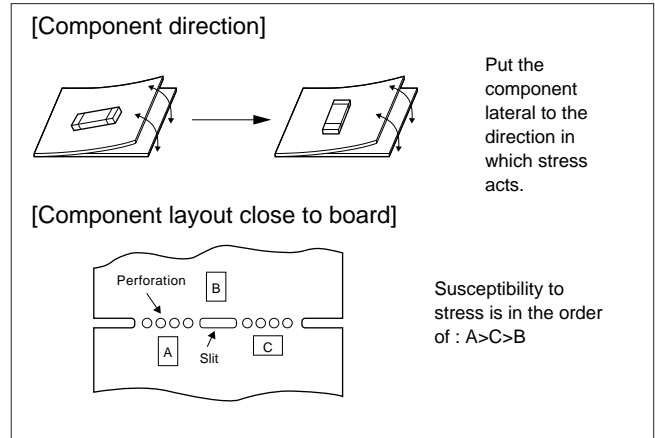 [Component direction]
Put the
component
lateral to the
direction in
which stress
acts.
[Component layout close to board]
Perforation
B
A
Slit
C
Susceptibility to
stress is in the order
of : A>C>B